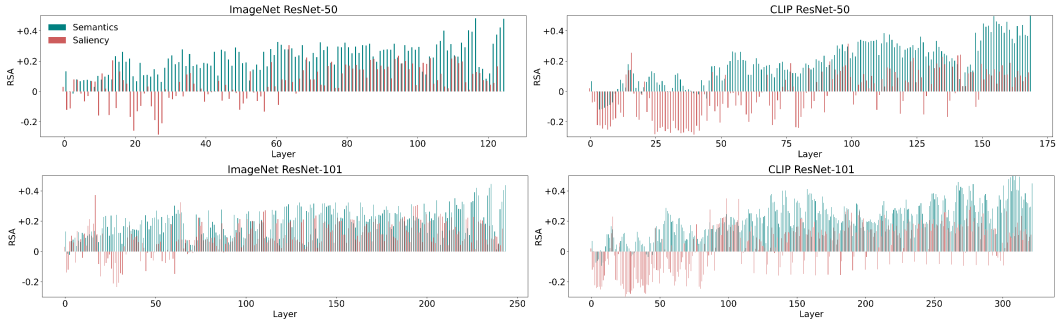 ImageNet ResNet-50
Semantics
Saliency
RSA
+0.4
+0.2
0
-0.2
0 20 40 60 80 100 120
Layer
CLIP ResNet-50
RSA
+0.4
+0.2
0
-0.2
0 25 50 75 100 125 150 175
Layer
ImageNet ResNet-101
RSA
+0.4
+0.2
0
-0.2
0 50 100 150 200 250
Layer
CLIP ResNet-101
RSA
+0.4
+0.2
0
-0.2
0 50 100 150 200 250 300
Layer